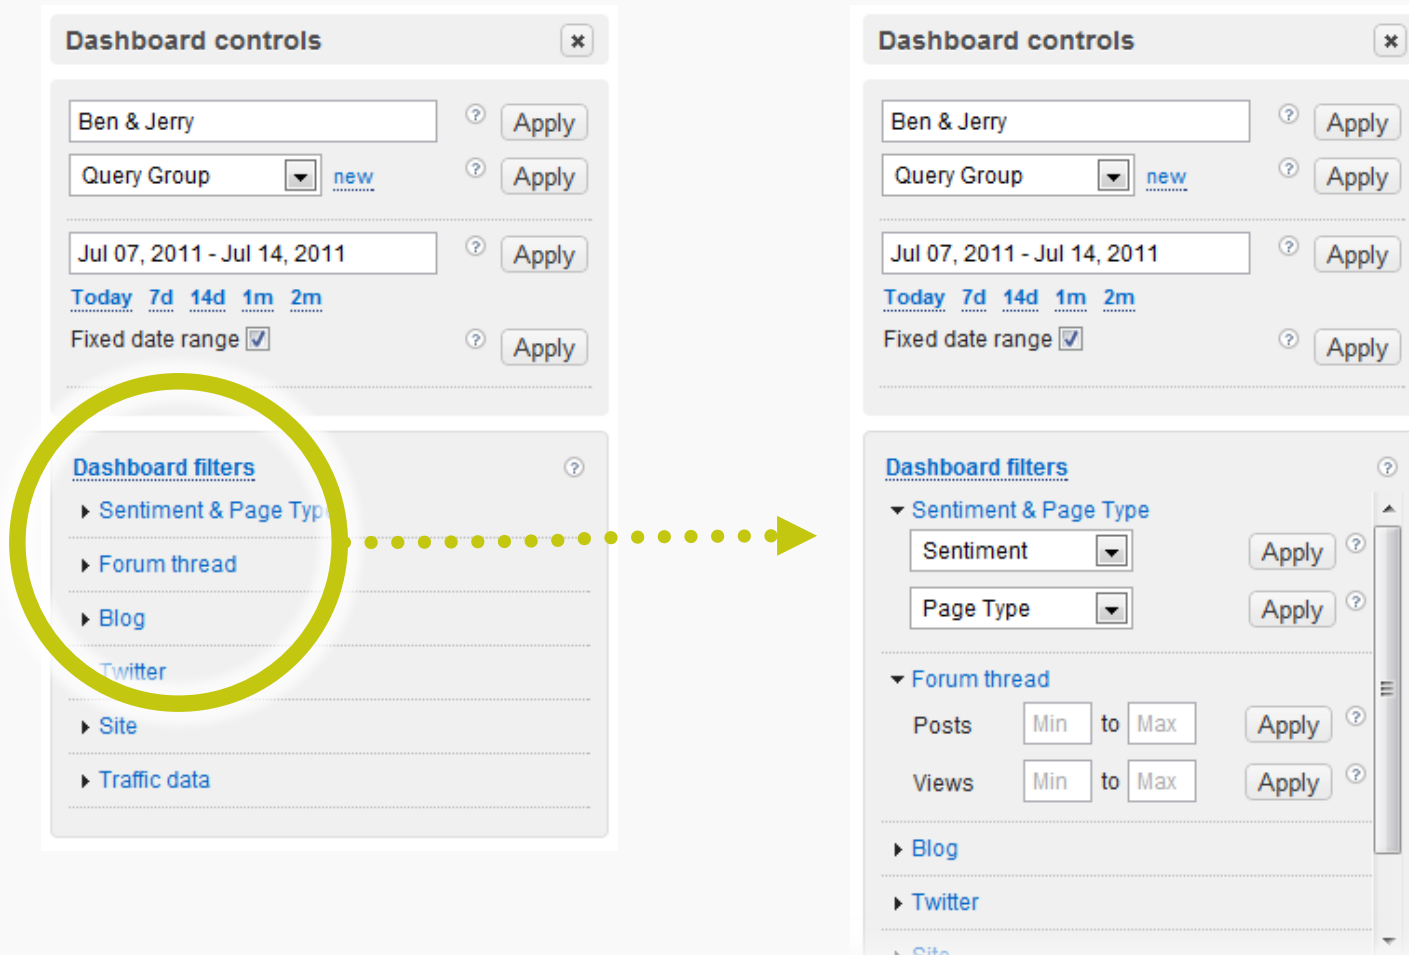 Dashboard controls
Ben & Jerry
Apply
Query Group
new
Apply
Jul 07, 2011 - Jul 14, 2011
Apply
Today 7d 14d 1m 2m
Fixed date range
Apply
Dashboard filters
Sentiment & Page Type
Forum thread
Blog
Twitter
Site
Traffic data
Dashboard controls
Ben & Jerry
Apply
Query Group
new
Apply
Jul 07, 2011 - Jul 14, 2011
Apply
Today 7d 14d 1m 2m
Fixed date range
Apply
Dashboard filters
Sentiment & Page Type
Sentiment
Apply
Page Type
Apply
Forum thread
Posts Min to Max Apply
Views Min to Max Apply
Blog
Twitter
Site